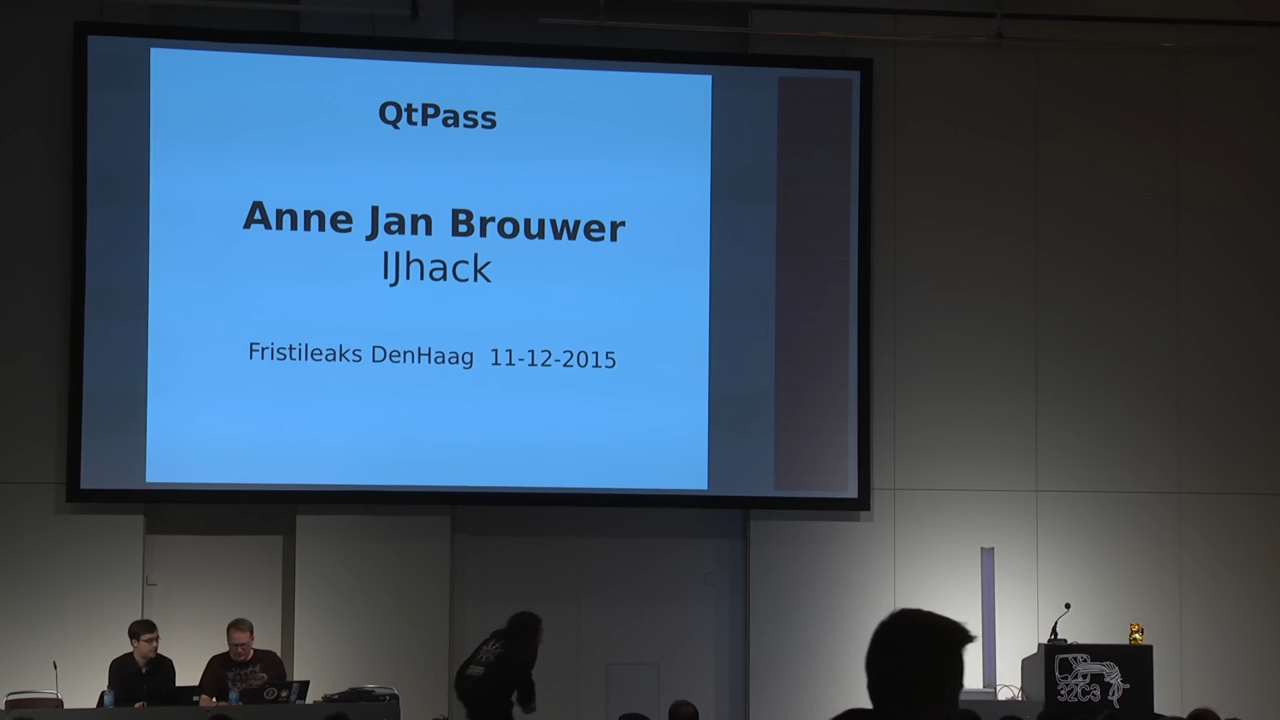 QtPass
Anne Jan Brouwer
IJhack
Fristileaks DenHaag 11-12-2015
32C3